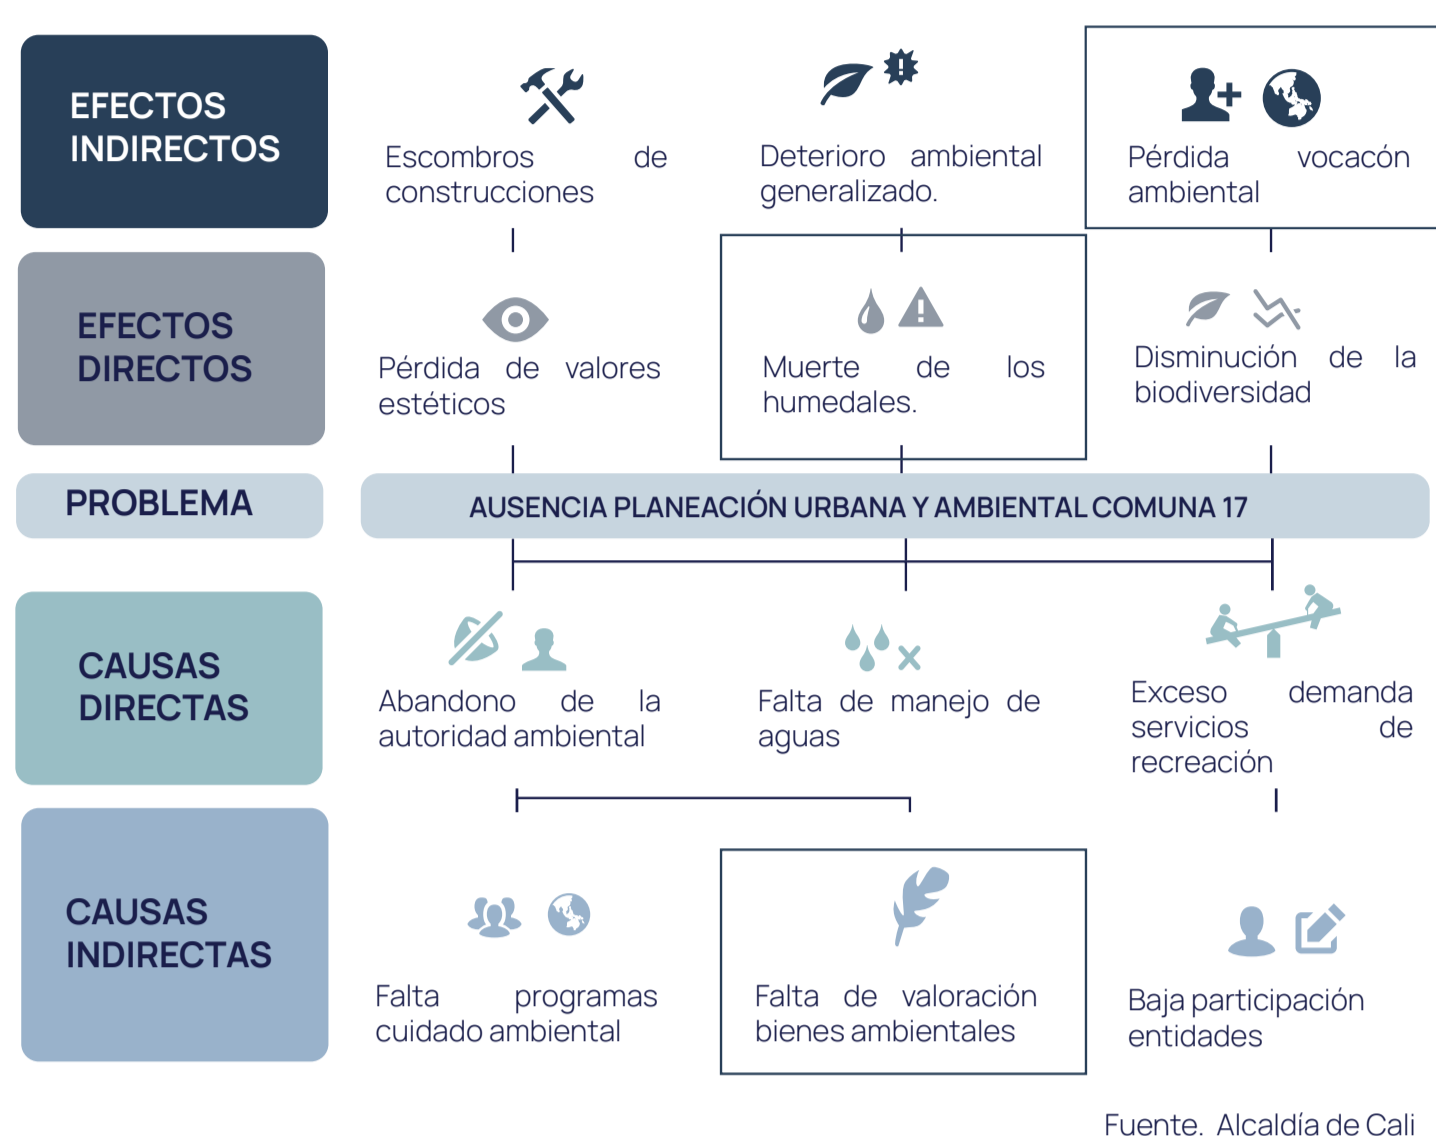 EFECTOS
INDIRECTOS
Escombros de
construcciones
Deterioro ambiental
generalizado.
Pérdida vocacón
ambiental
EFECTOS
DIRECTOS
Pérdida de valores
estéticos
Muerte de los
humedales.
Disminución de la
biodiversidad
PROBLEMA
AUSENCIA PLANEACIÓN URBANA Y AMBIENTAL COMUNA 17
CAUSAS
DIRECTAS
Abandono de la
autoridad ambiental
Falta de manejo de
aguas
Exceso demanda
servicios de
recreación
CAUSAS
INDIRECTAS
Falta programas
cuidado ambiental
Falta de valoración
bienes ambientales
Baja participación
entidades
Fuente. Alcaldía de Cali